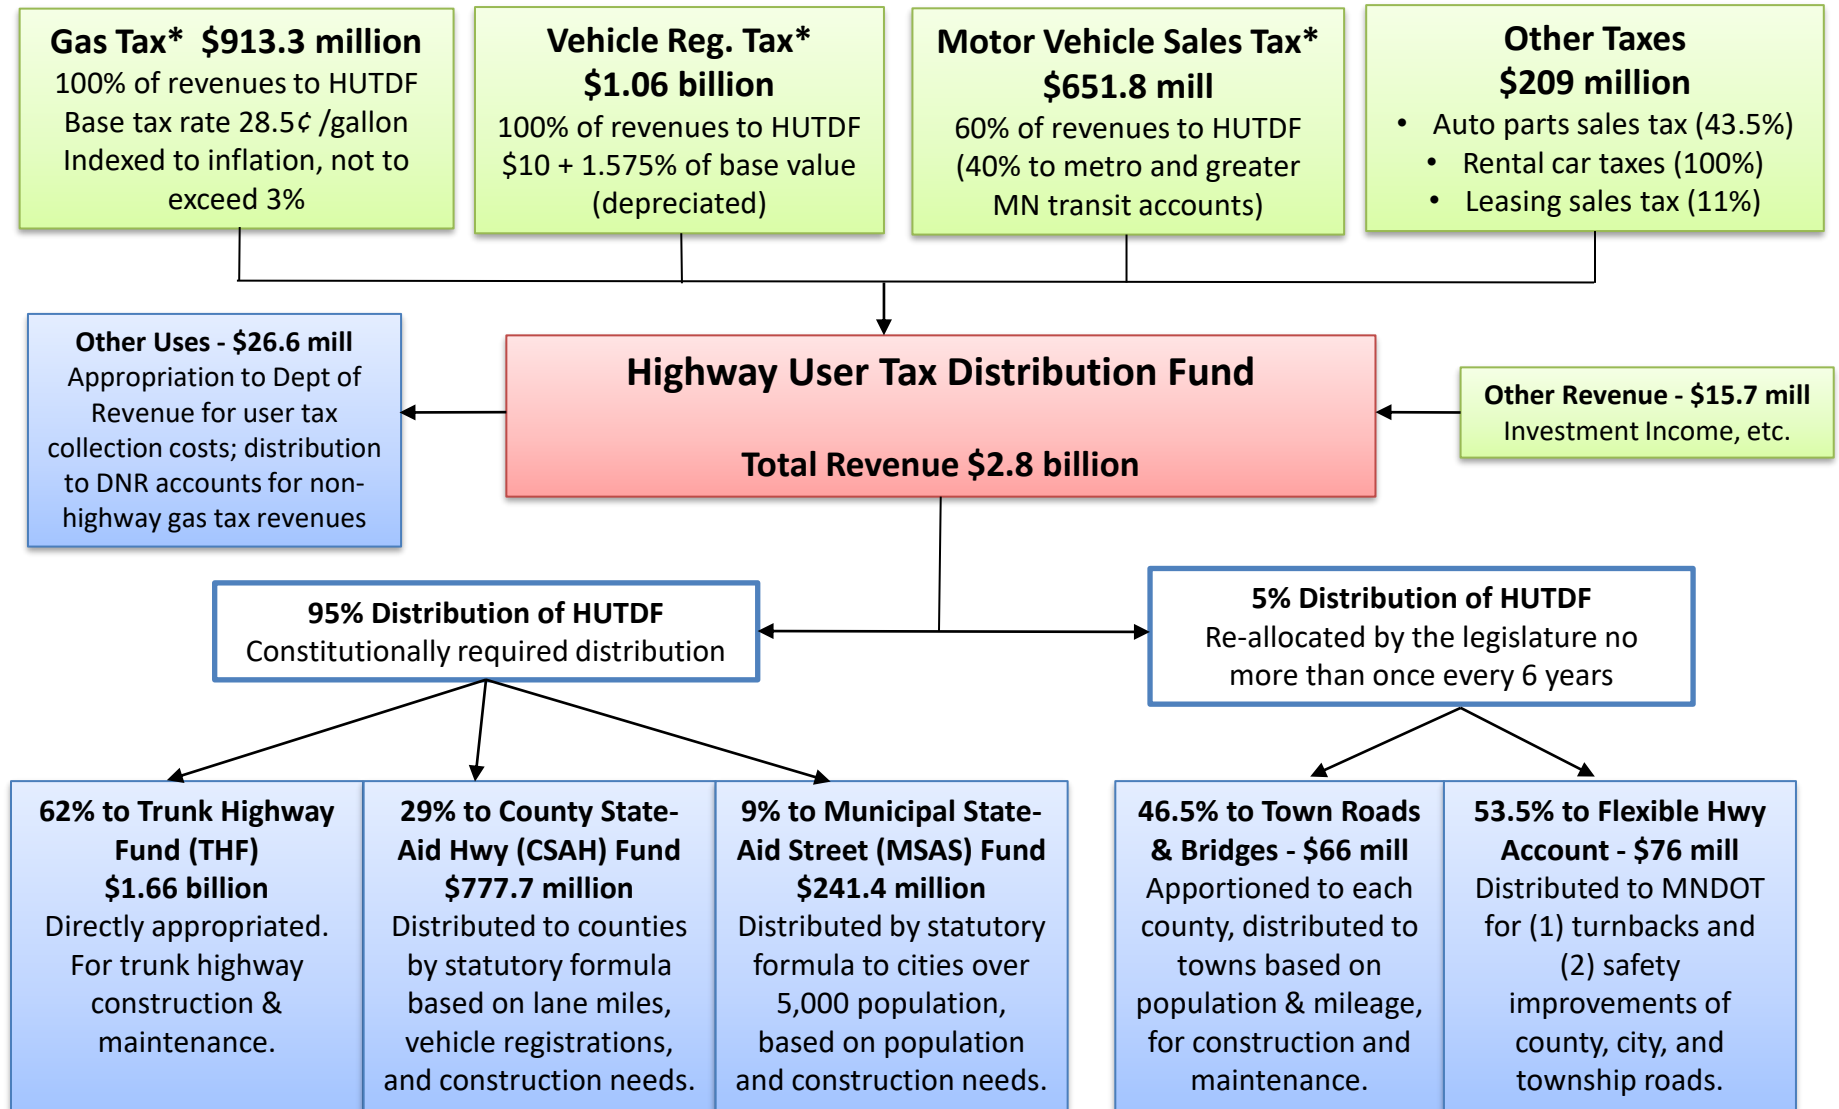 Gas Tax*  $913.3 million
100% of revenues to HUTDF
Base tax rate 28.5¢ /gallon
Indexed to inflation, not to
exceed 3%
Vehicle Reg. Tax*
$1.06 billion
100% of revenues to HUTDF
$10 + 1.575% of base value
(depreciated)
Motor Vehicle Sales Tax*
$651.8 mill
60% of revenues to HUTDF
(40% to metro and greater
MN transit accounts)
Other Taxes
$209 million
• Auto parts sales tax (43.5%)
• Rental car taxes (100%)
• Leasing sales tax (11%)
Other Uses - $26.6 mill
Appropriation to Dept of
Revenue for user tax
collection costs; distribution
to DNR accounts for non-
highway gas tax revenues
Highway User Tax Distribution Fund
Total Revenue $2.8 billion
Other Revenue - $15.7 mill
Investment Income, etc.
95% Distribution of HUTDF
Constitutionally required distribution
5% Distribution of HUTDF
Re-allocated by the legislature no
more than once every 6 years
62% to Trunk Highway
Fund (THF)
$1.66 billion
Directly appropriated.
For trunk highway
construction &
maintenance.
29% to County State-
Aid Hwy (CSAH) Fund
$777.7 million
Distributed to counties
by statutory formula
based on lane miles,
vehicle registrations,
and construction needs.
9% to Municipal State-
Aid Street (MSAS) Fund
$241.4 million
Distributed by statutory
formula to cities over
5,000 population,
based on population
and construction needs.
46.5% to Town Roads
& Bridges - $66 mill
Apportioned to each
county, distributed to
towns based on
population & mileage,
for construction and
maintenance.
53.5% to Flexible Hwy
Account - $76 mill
Distributed to MNDOT
for (1) turnbacks and
(2) safety
improvements of
county, city, and
township roads.